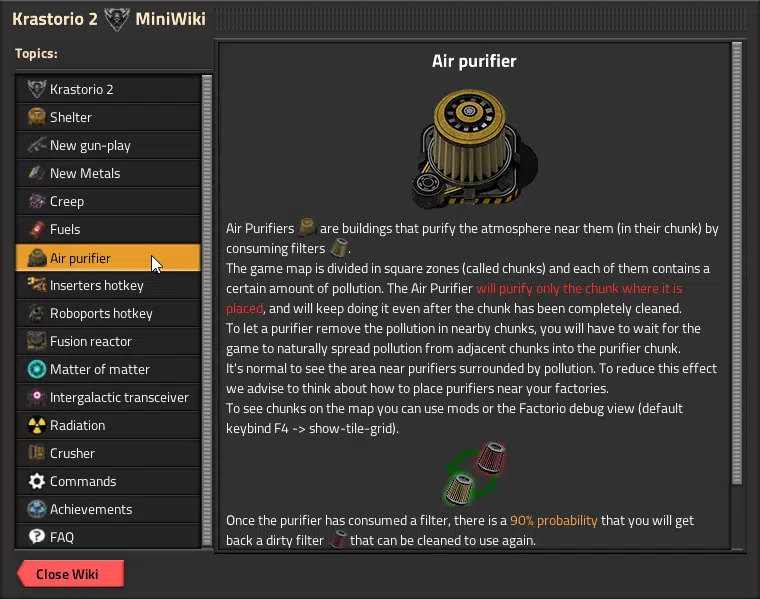 Krastorio 2 MiniWiki
Topics:
Krastorio 2
Shelter
New gun-play
New Metals
Creep
Fuels
Air purifier
Inserters hotkey
Roboports hotkey
Fusion reactor
Matter of matter
Intergalactic transceiver
Radiation
Crusher
Commands
Achievements
FAQ
Close Wiki
Air purifier
Air Purifiers are buildings that purify the atmosphere near them (in their chunk) by
consuming filters .
The game map is divided in square zones (called chunks) and each of them contains a
certain amount of pollution. The Air Purifier will purify only the chunk where it is
placed, and will keep doing it even after the chunk has been completely cleaned.
To let a purifier remove the pollution in nearby chunks, you will have to wait for the
game to naturally spread pollution from adjacent chunks into the purifier chunk.
It's normal to see the area near purifiers surrounded by pollution. To reduce this effect
we advise to think about how to place purifiers near your factories.
To see chunks on the map you can use mods or the Factorio debug view (default
keybind F4 -> show-tile-grid).
Once the purifier has consumed a filter, there is a 90% probability that you will get
back a dirty filter that can be cleaned to use again.